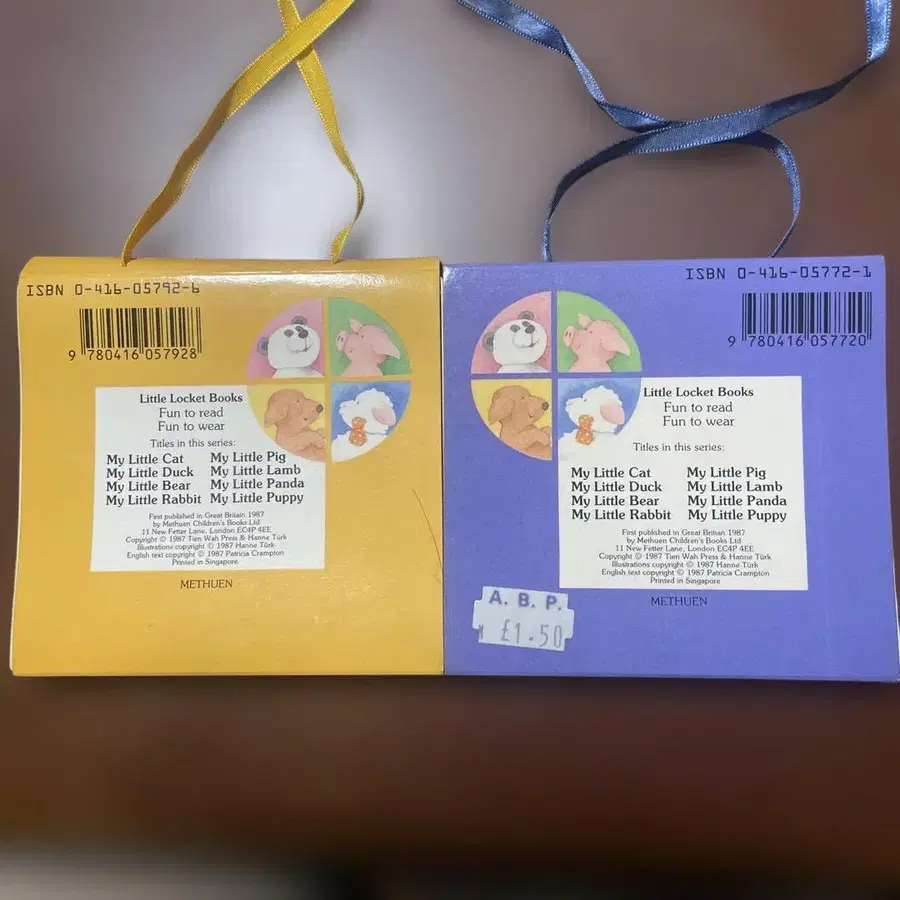 ISBN 0-416-05792-6
9 780416 057928
Little Locket Books
Fun to read
Fun to wear
Titles in this series:
My Little Cat My Little Pig
My Little Duck My Little Lamb
My Little Bear My Little Panda
My Little Rabbit My Little Puppy
First published in Great Britain 1987
by Methuen Children's Books Ltd
11 New Fetter Lane, London EC4P 4EE
Copyright © 1987 Tien Wah Press & Hanne Türk
Illustrations copyright © 1987 Hanne Türk
English text copyright © 1987 Patricia Crampton
Printed in Singapore
METHUEN
ISBN 0-416-05772-1
9 780416 057720
Little Locket Books
Fun to read
Fun to wear
Titles in this series:
My Little Cat My Little Pig
My Little Duck My Little Lamb
My Little Bear My Little Panda
My Little Rabbit My Little Puppy
First published in Great Britain 1987
by Methuen Children's Books Ltd
11 New Fetter Lane, London EC4P 4EE
Copyright © 1987 Tien Wah Press & Hanne Türk
Illustrations copyright © 1987 Hanne Türk
English text copyright © 1987 Patricia Crampton
Printed in Singapore
METHUEN
A. B. P.
£1.50